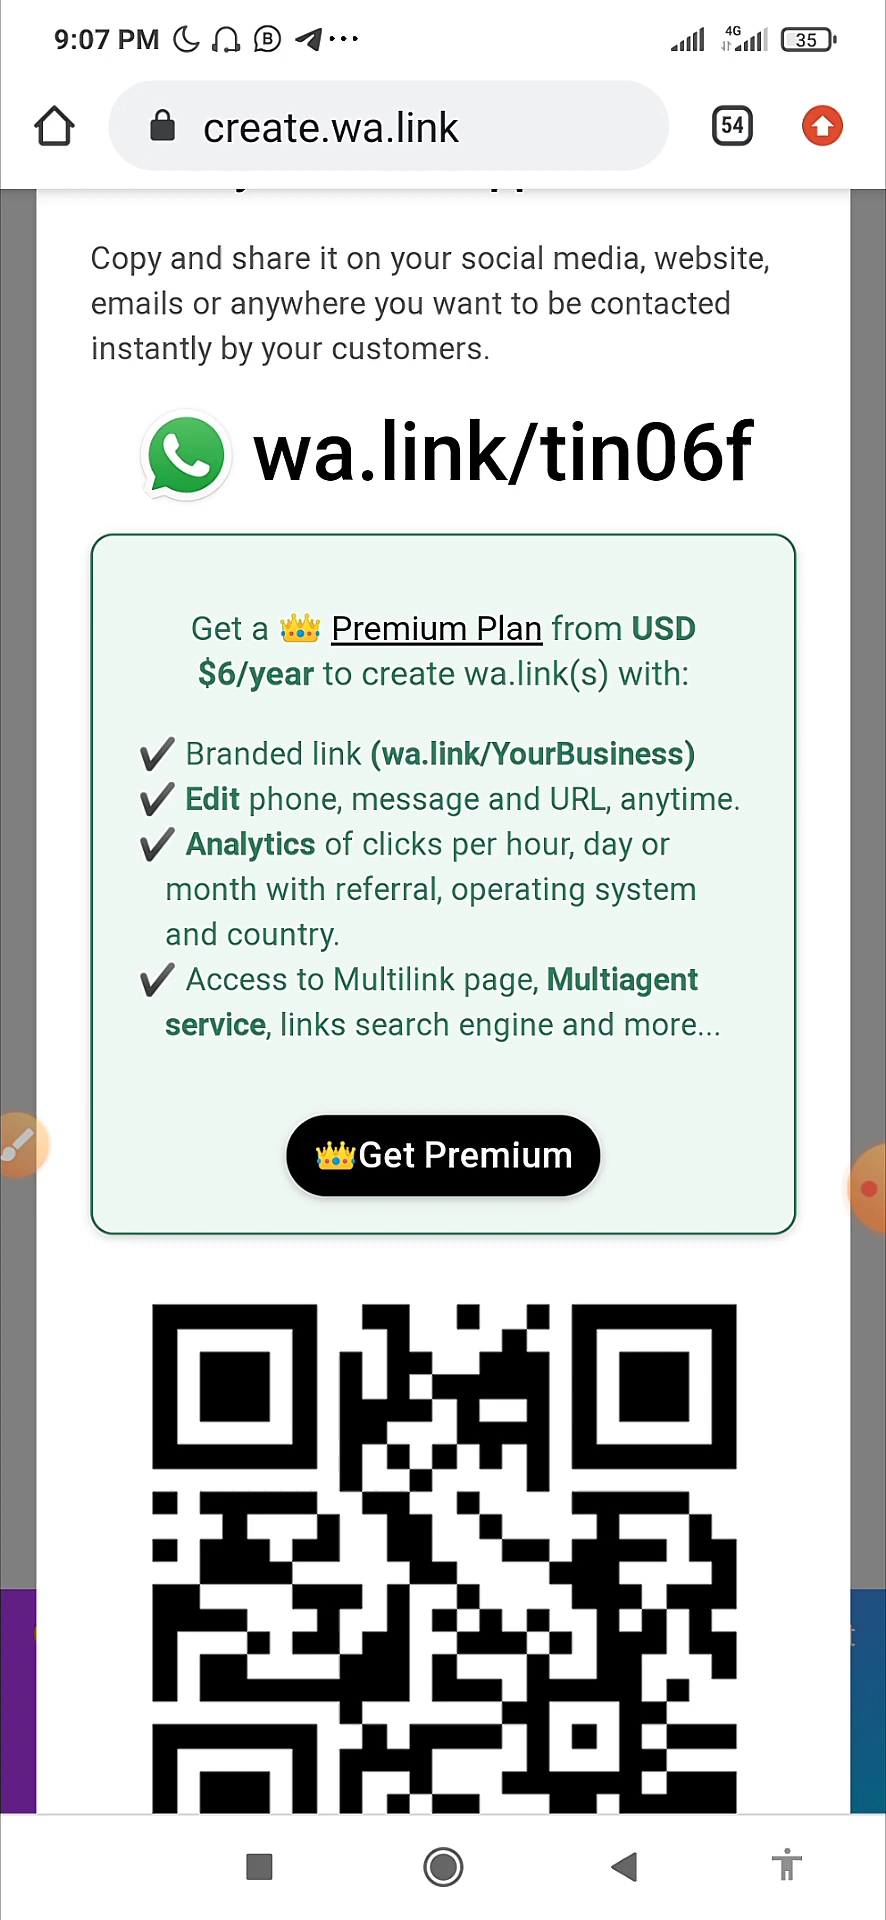 9:07 PM
4G
35
create.wa.link
54
Copy and share it on your social media, website,
emails or anywhere you want to be contacted
instantly by your customers.
wa.link/tin06f
Get a 👑 Premium Plan from USD
$6/year to create wa.link(s) with:
✔ Branded link (wa.link/YourBusiness)
✔ Edit phone, message and URL, anytime.
✔ Analytics of clicks per hour, day or
month with referral, operating system
and country.
✔ Access to Multilink page, Multiagent
service, links search engine and more...
👑Get Premium